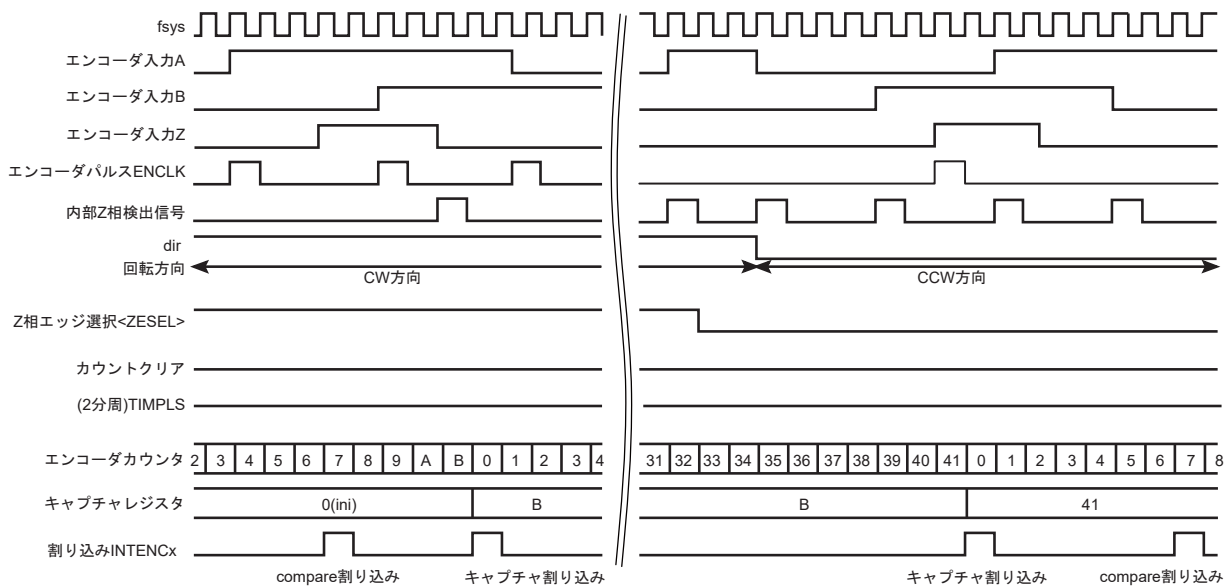 fsys
エンコーダ入力A
エンコーダ入力B
エンコーダ入力Z
エンコーダパルスENCLK
内部Z相検出信号
dir
回転方向
CW方向
CCW方向
Z相エッジ選択<ZESEL>
カウントクリア
(2分周)TIMPLS
エンコーダカウンタ 2 3 4 5 6 7 8 9 A B 0 1 2 3 4 31 32 33 34 35 36 37 38 39 40 41 0 1 2 3 4 5 6 7 8
キャプチャレジスタ 0(ini) B B 41
割り込みINTENCx
compare割り込み キャプチャ割り込み キャプチャ割り込み compare割り込み